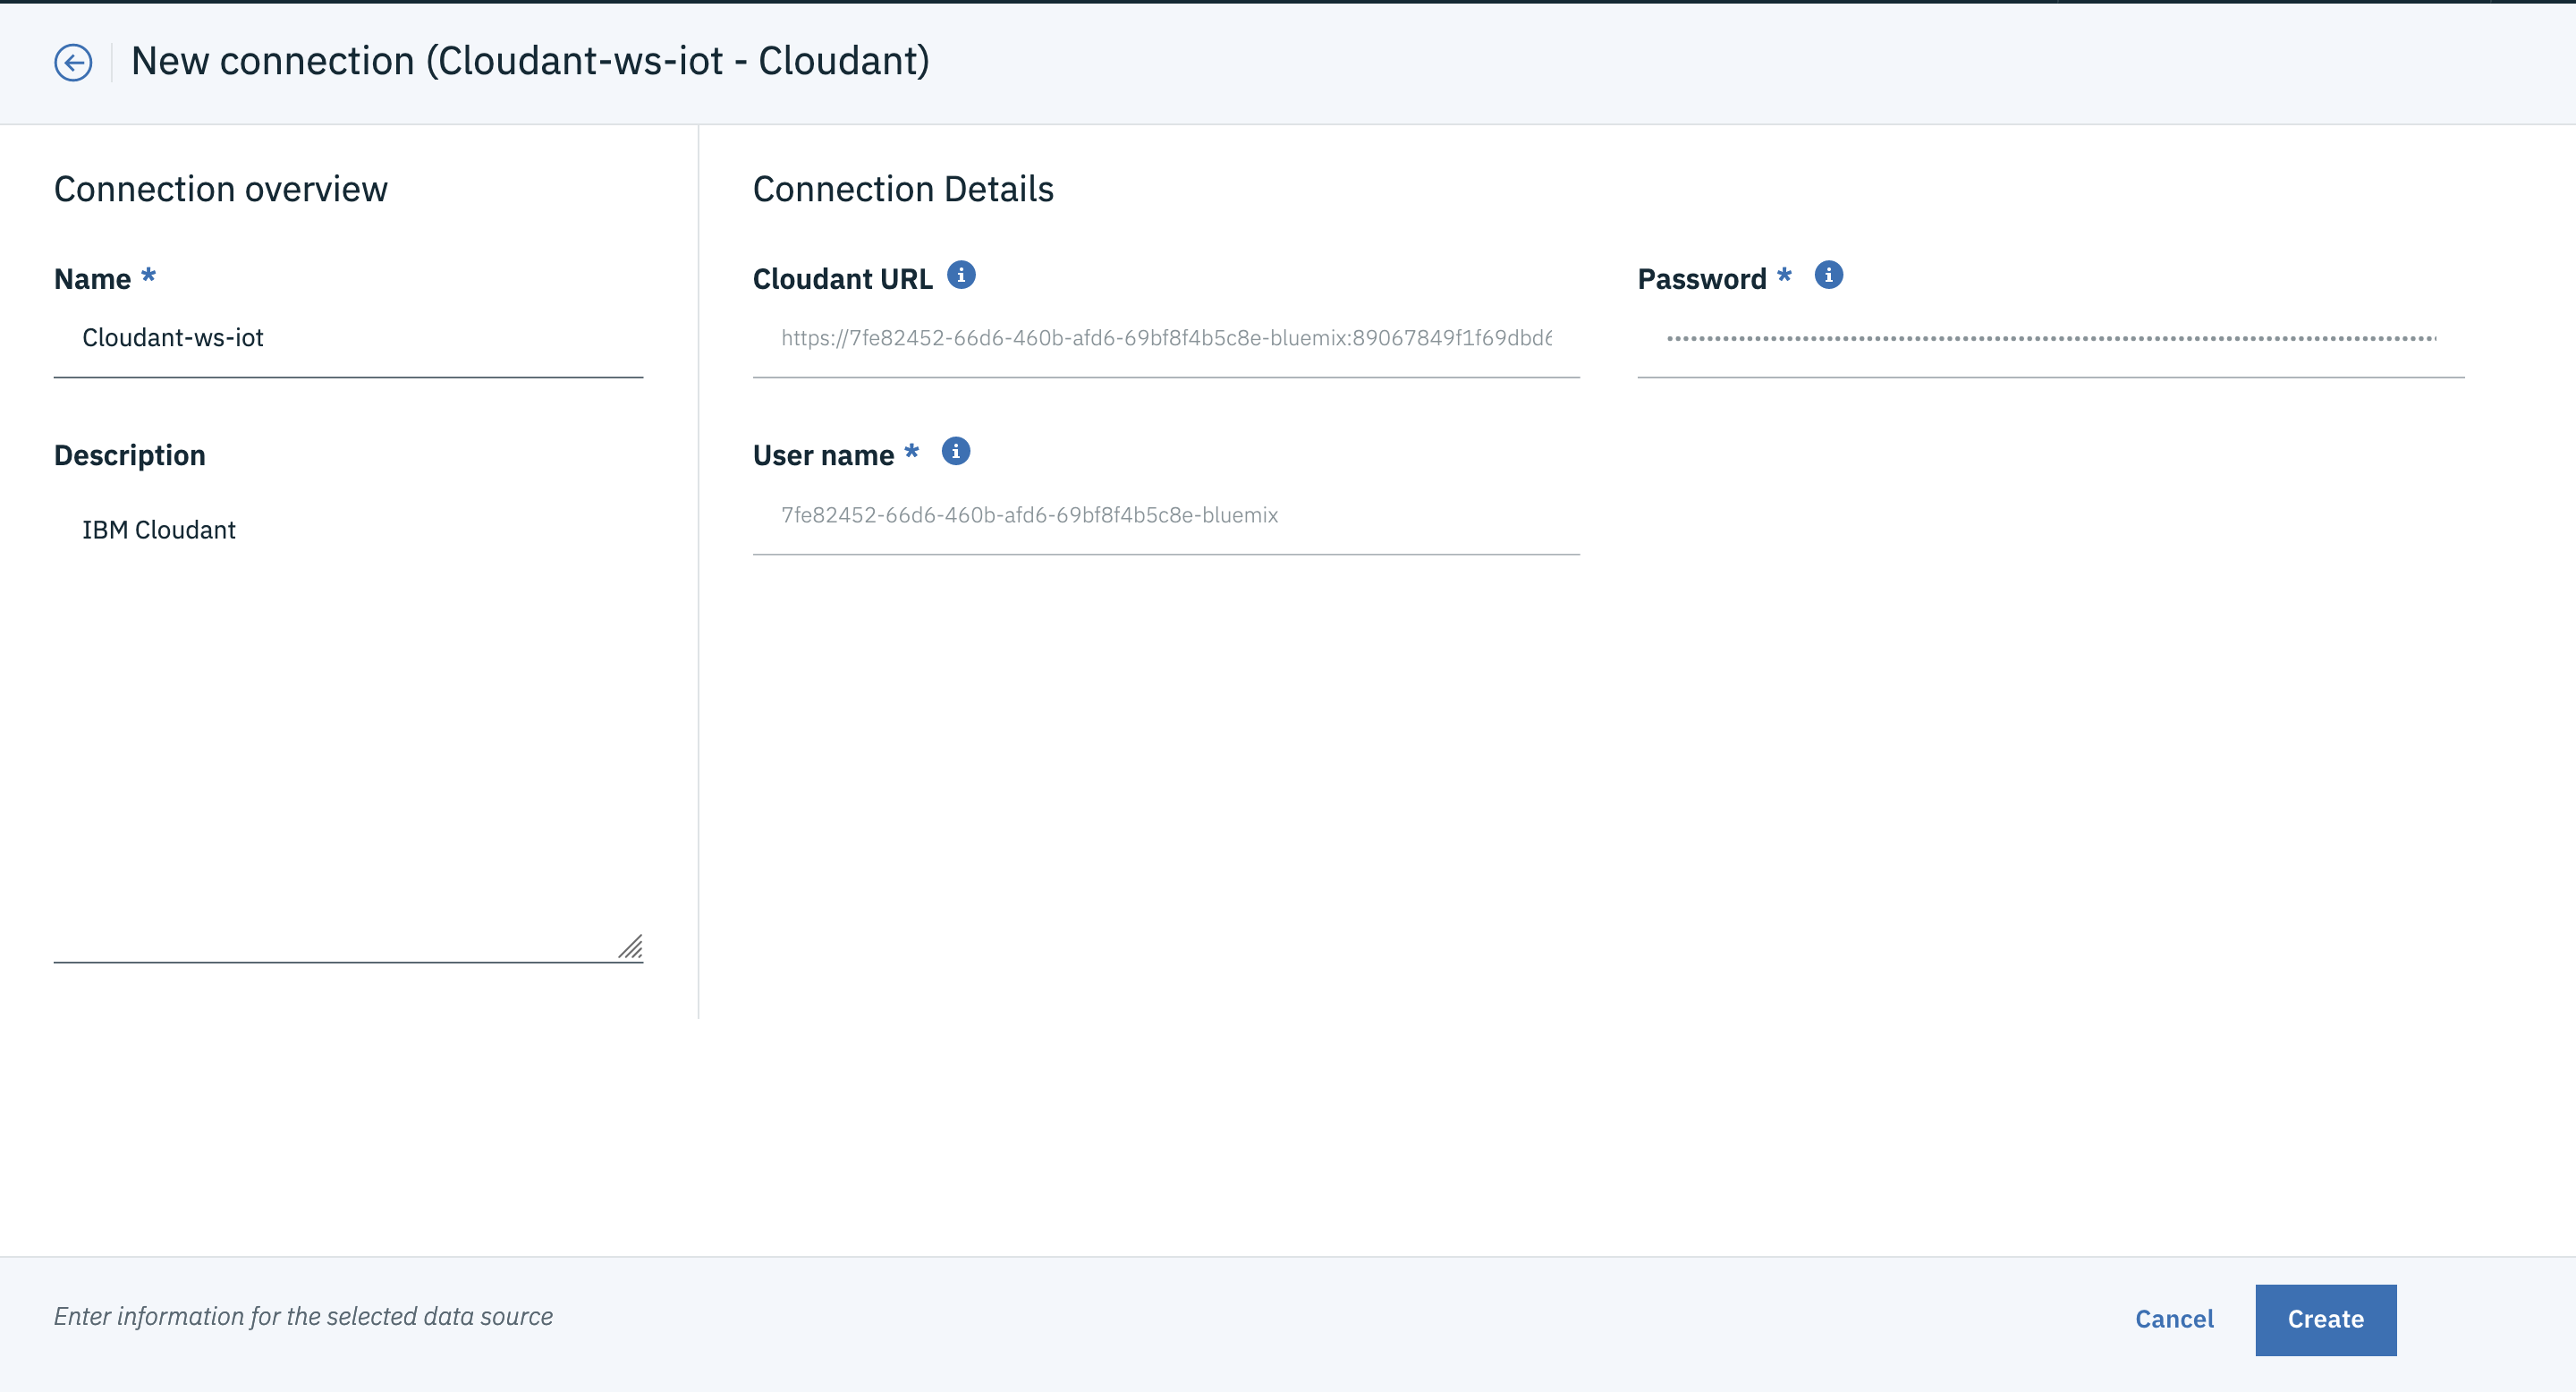 New connection (Cloudant-ws-iot - Cloudant)
Connection overview
Name *
Cloudant-ws-iot
Description
IBM Cloudant
Connection Details
Cloudant URL
https://7fe82452-66d6-460b-afd6-69bf8f4b5c8e-bluemix:89067849f1f69dbd6
Password *
User name *
7fe82452-66d6-460b-afd6-69bf8f4b5c8e-bluemix
Enter information for the selected data source
Cancel
Create